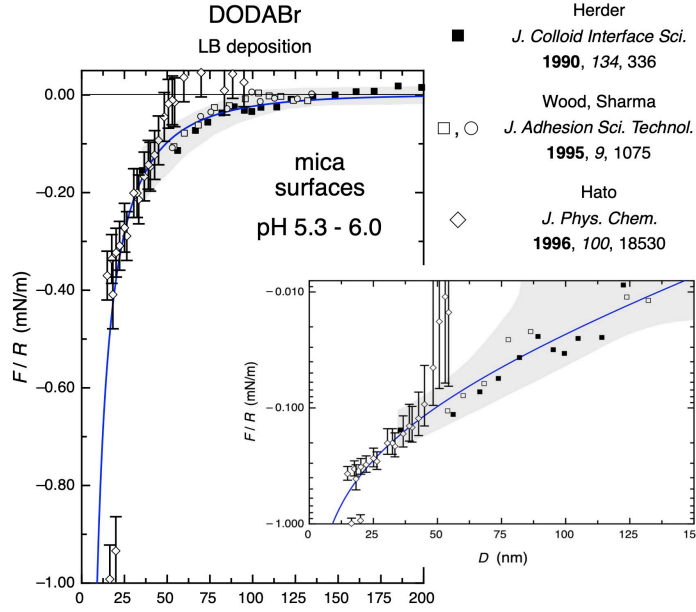 DODABr
LB deposition
Herder
J. Colloid Interface Sci.
1990, 134, 336
Wood, Sharma
, J. Adhesion Sci. Technol.
1995, 9, 1075
Hato
J. Phys. Chem.
1996, 100, 18530
0.00
−0.20
−0.40
−0.60
−0.80
−1.00
F / R (mN/m)
mica
surfaces
pH 5.3 - 6.0
0 25 50 75 100 125 150 175 200
−0.010
−0.100
−1.000
F / R (mN/m)
0 25 50 75 100 125 15
D (nm)